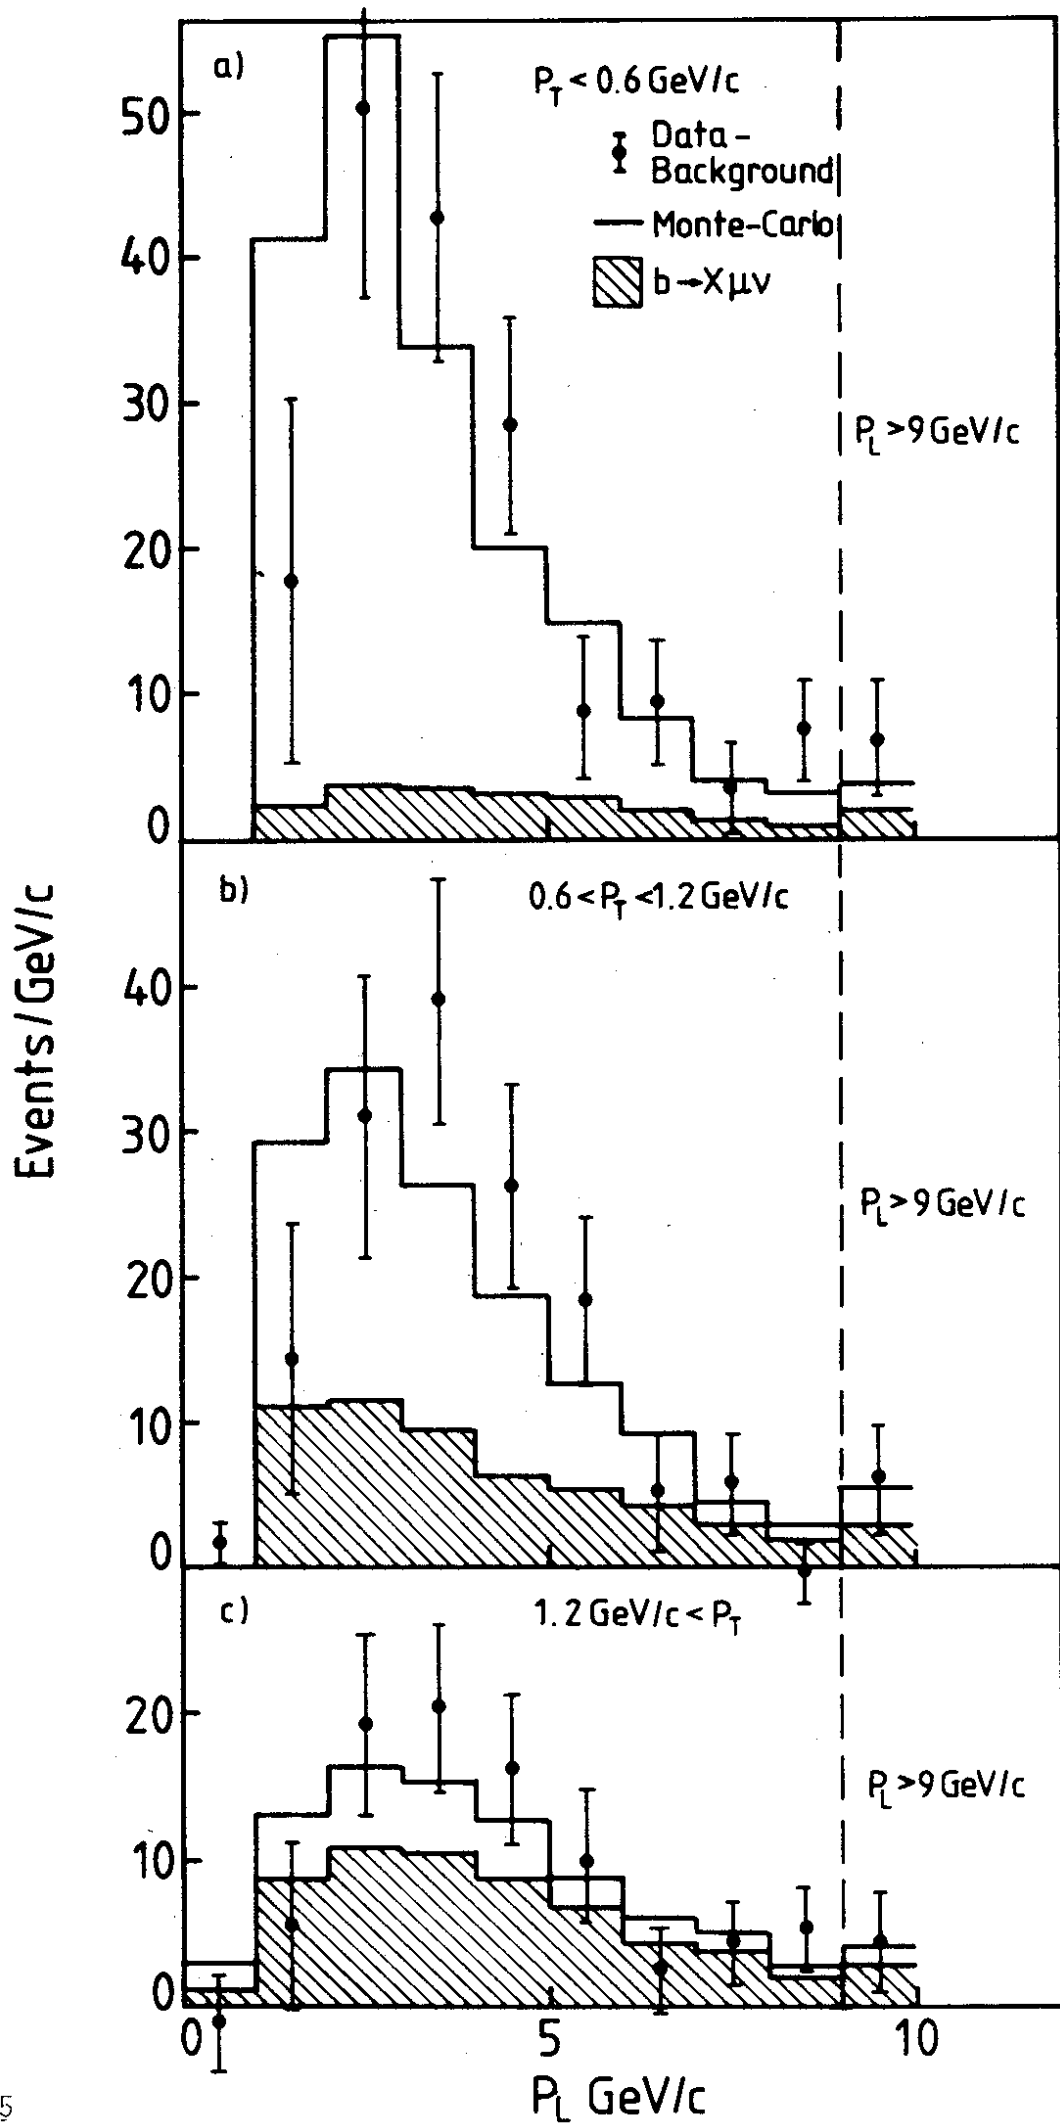 a)
P_T < 0.6 GeV/c
Data -
Background
Monte-Carlo
b → X μ ν
50
40
30
20
10
0
P_L > 9 GeV/c
b)
0.6 < P_T < 1.2 GeV/c
40
30
20
10
0
P_L > 9 GeV/c
Events/GeV/c
c)
1.2 GeV/c < P_T
20
10
0
P_L > 9 GeV/c
0 5 10
P_L GeV/c
5